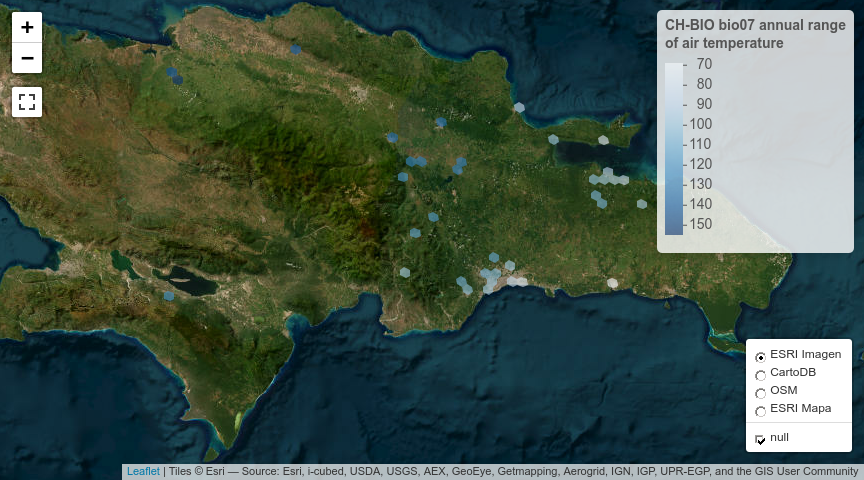 +
CH-BIO bio07 annual range
of air temperature
−
70
80
90
100
110
120
130
140
150
ESRI Imagen
CartoDB
OSM
ESRI Mapa
null
Leaflet | Tiles © Esri — Source: Esri, i-cubed, USDA, USGS, AEX, GeoEye, Getmapping, Aerogrid, IGN, IGP, UPR-EGP, and the GIS User Community